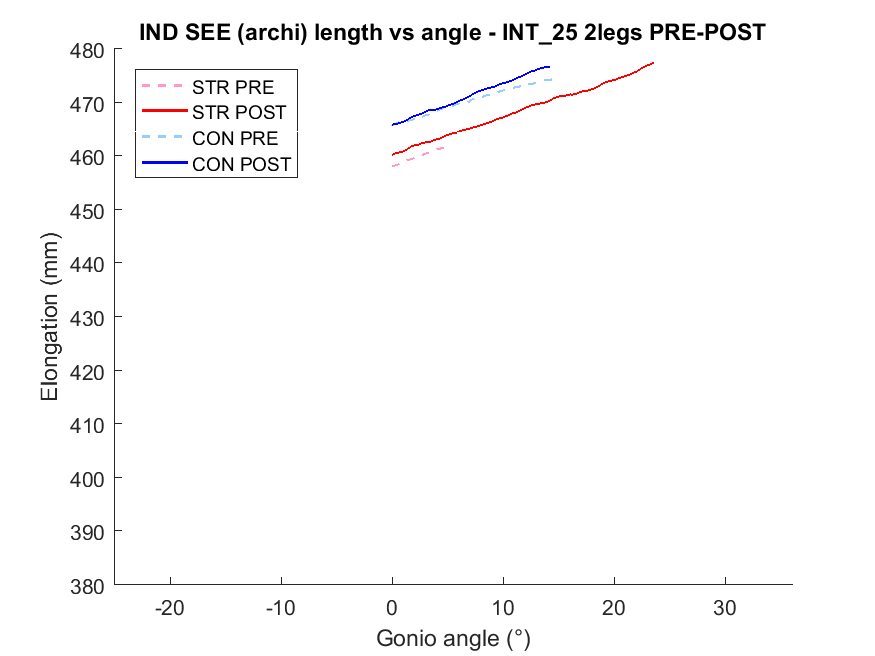 IND SEE (archi) length vs angle - INT_25 2legs PRE-POST
480
470
460
450
440
430
420
410
400
390
380
STR PRE
STR POST
CON PRE
CON POST
Elongation (mm)
-20
-10
0
10
20
30
Gonio angle (°)